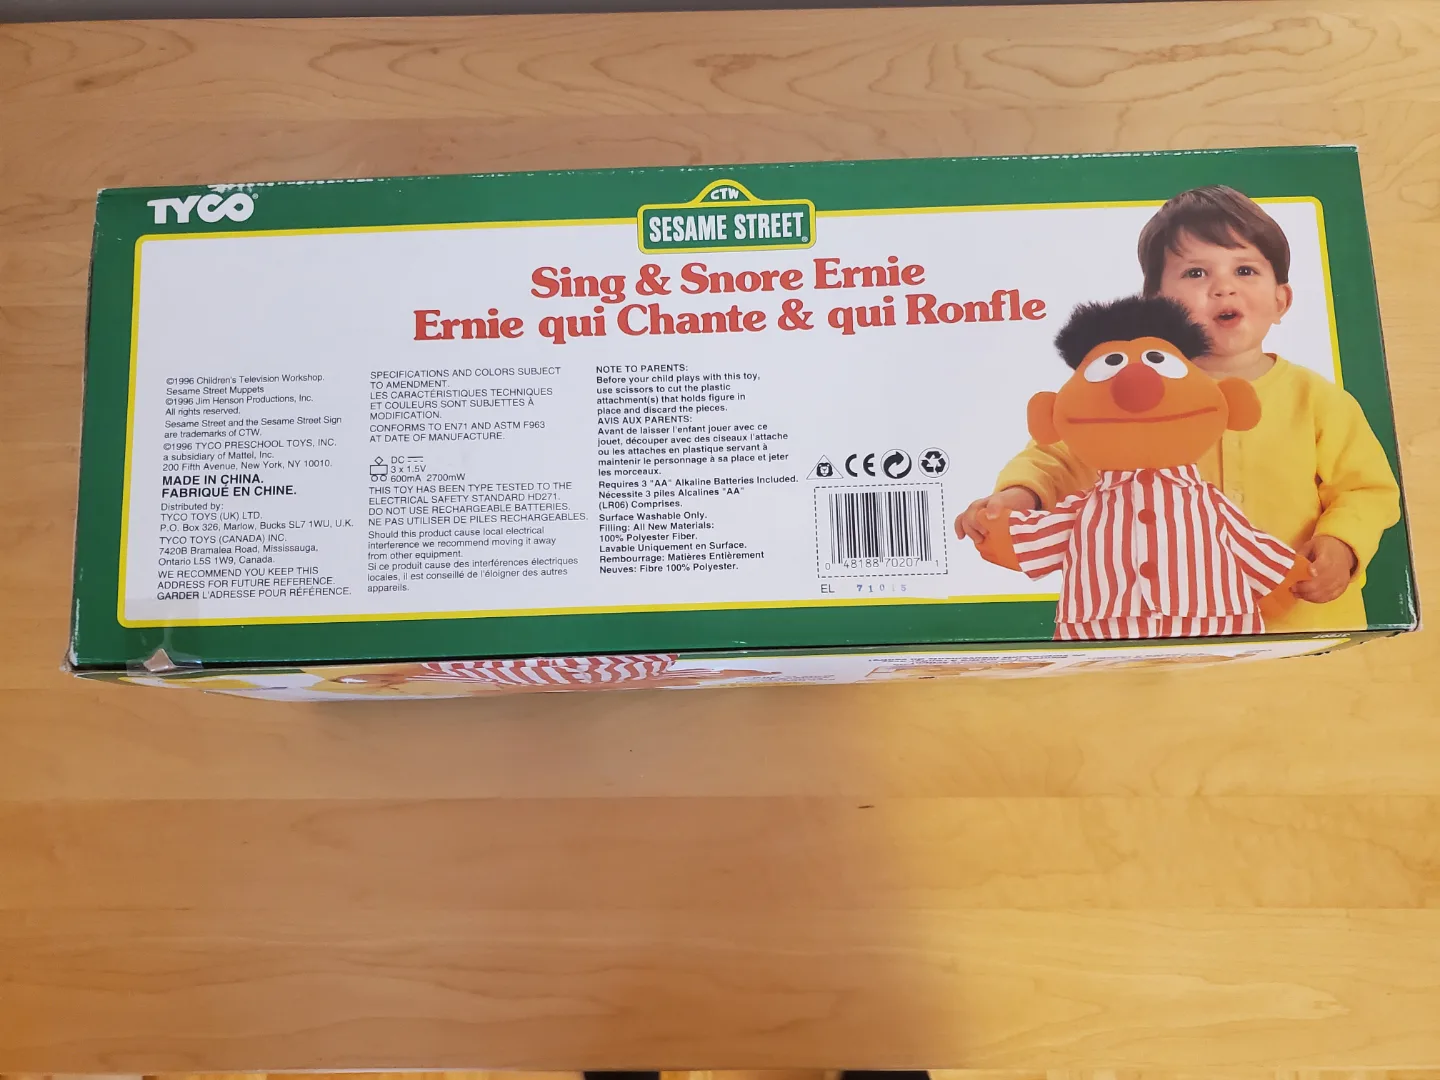 TYCO®
CTW
SESAME STREET®
Sing & Snore Ernie
Ernie qui Chante & qui Ronfle
©1996 Children's Television Workshop.
Sesame Street Muppets
©1996 Jim Henson Productions, Inc.
All rights reserved.
Sesame Street and the Sesame Street Sign
are trademarks of CTW.
©1996 TYCO PRESCHOOL TOYS, INC.
a subsidiary of Mattel, Inc.
200 Fifth Avenue, New York, NY 10010.
MADE IN CHINA.
FABRIQUÉ EN CHINE.
Distributed by:
TYCO TOYS (UK) LTD.
P.O. Box 326, Marlow, Bucks SL7 1WU, U.K.
TYCO TOYS (CANADA) INC.
7420B Bramalea Road, Mississauga,
Ontario L5S 1W9, Canada.
WE RECOMMEND YOU KEEP THIS
ADDRESS FOR FUTURE REFERENCE.
GARDER L'ADRESSE POUR RÉFÉRENCE.
SPECIFICATIONS AND COLORS SUBJECT
TO AMENDMENT.
LES CARACTÉRISTIQUES TECHNIQUES
ET COULEURS SONT SUBJETTES À
MODIFICATION.
CONFORMS TO EN71 AND ASTM F963
AT DATE OF MANUFACTURE.
DC
3 x 1.5V
600mA 2700mW
THIS TOY HAS BEEN TYPE TESTED TO THE
ELECTRICAL SAFETY STANDARD HD271.
DO NOT USE RECHARGEABLE BATTERIES.
NE PAS UTILISER DE PILES RECHARGEABLES.
Should this product cause local electrical
interference we recommend moving it away
from other equipment.
Si ce produit cause des interférences électriques
locales, il est conseillé de l'éloigner des autres
appareils.
NOTE TO PARENTS:
Before your child plays with this toy,
use scissors to cut the plastic
attachment(s) that holds figure in
place and discard the pieces.
AVIS AUX PARENTS:
Avant de laisser l'enfant jouer avec ce
jouet, découper avec des ciseaux l'attache
ou les attaches en plastique servant à
maintenir le personnage à sa place et jeter
les morceaux.
Requires 3 "AA" Alkaline Batteries Included.
Nécessite 3 piles Alcalines "AA"
(LR06) Comprises.
Surface Washable Only.
Filling: All New Materials:
100% Polyester Fiber.
Lavable Uniquement en Surface.
Rembourrage: Matières Entièrement
Neuves: Fibre 100% Polyester.
CE
0 48188 70207 1
EL 71015